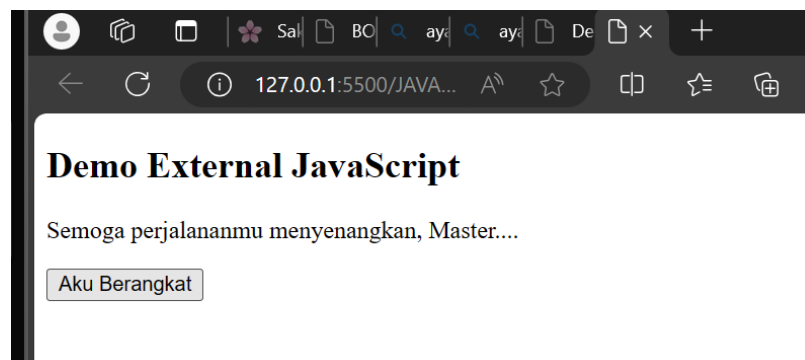 Sal BO aya aya De
127.0.0.1:5500/JAVA...
Demo External JavaScript
Semoga perjalananmu menyenangkan, Master....
Aku Berangkat